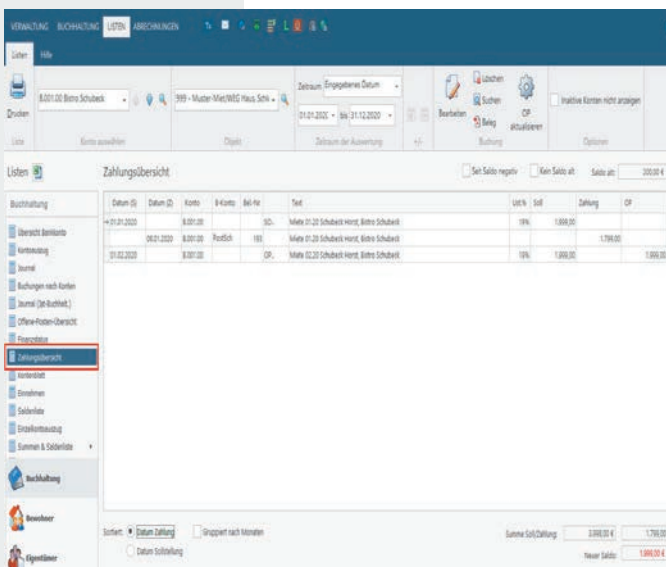 VERWALTUNG BUCHHALTUNG LISTEN ABRECHNUNGEN
Listen Hilfe
Drucken
8.001.00 Bistro Schubeck
999 - Muster-Miet/WEG Haus, Schl
Zeitraum: Eingegebenes Datum
01.01.202( bis 31.12.2020
Bearbeiten
Löschen
Suchen
Beleg
OP aktualisieren
Inaktive Konten nicht anzeigen
Liste Konto auswählen Objekt Zeitraum der Auswertung +/- Buchung Optionen
Listen
Zahlungsübersicht
Seit Saldo negativ Kein Saldo alt Saldo alt: 200,00 €
Buchhaltung
Übersicht Bankkonto
Kontoauszug
Journal
Buchungen nach Konten
Journal (Ist-Buchhalt.)
Offene-Posten-Übersicht
Finanzstatus
Zahlungsübersicht
Kontenblatt
Einnahmen
Saldenliste
Einzelkontoauszug
Summen & Saldenliste
Buchhaltung
Bewohner
Eigentümer
Datum (S) Datum (Z) Konto B-Konto Bel-Nr Text Ust% Soll Zahlung OP
01.01.2020 8.001.00 SO.. Miete 01.20 Schubeck Horst, Bistro Schubeck 19% 1.999,00
08.01.2020 8.001.00 PostSch 193 Miete 01.20 Schubeck Horst, Bistro Schubeck 1.799,00
01.02.2020 8.001.00 OP.. Miete 02.20 Schubeck Horst, Bistro Schubeck 19% 1.999,00 1.999,00
Sortiert: Datum Zahlung Gruppiert nach Monaten
Datum Sollstellung
Summe Soll/Zahlung: 3.998,00 € 1.799,00
Neuer Saldo: 1.999,00 €